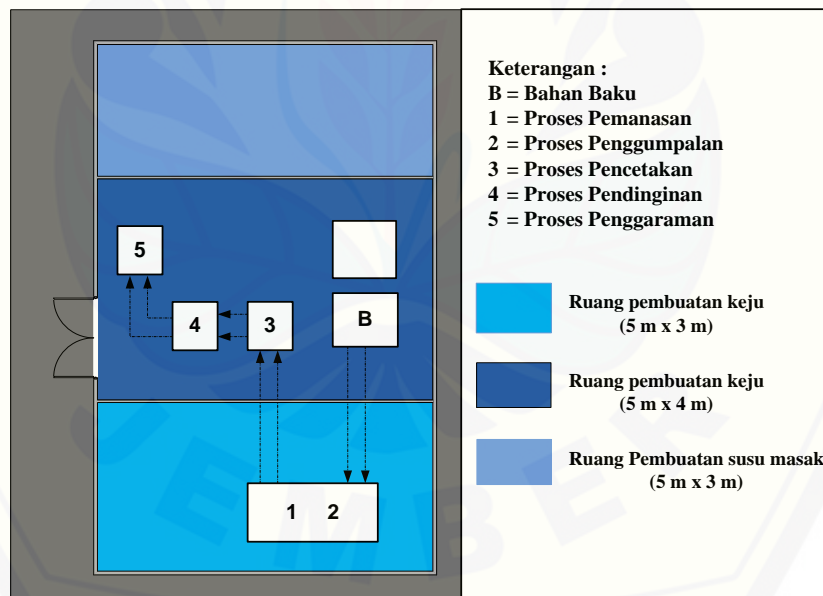 Keterangan :
B = Bahan Baku
1 = Proses Pemanasan
2 = Proses Penggumpalan
3 = Proses Pencetakan
4 = Proses Pendinginan
5 = Proses Penggaraman
5
4
3
B
1 2
Ruang pembuatan keju
(5 m x 3 m)
Ruang pembuatan keju
(5 m x 4 m)
Ruang Pembuatan susu masak
(5 m x 3 m)
JEMBER